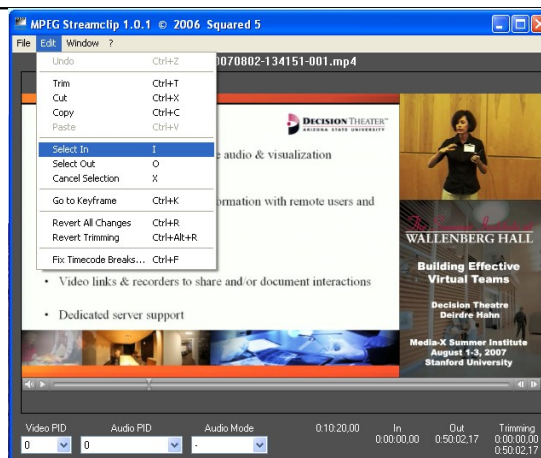 MPEG Streamclip 1.0.1 © 2006 Squared 5
File Edit Window ?
0070802-134151-001.mp4
Undo Ctrl+Z
Trim Ctrl+T
Cut Ctrl+X
Copy Ctrl+C
Paste Ctrl+V
Select In I
Select Out O
Cancel Selection X
Go to Keyframe Ctrl+K
Revert All Changes Ctrl+R
Revert Trimming Ctrl+Alt+R
Fix Timecode Breaks... Ctrl+F
DECISION THEATER
ARIZONA STATE UNIVERSITY
audio & visualization
ormation with remote users and
• Video links & recorders to share and/or document interactions
• Dedicated server support
WALLENBERG HALL
Building Effective
Virtual Teams
Decision Theatre
Deirdre Hahn
Media-X Summer Institute
August 1-3, 2007
Stanford University
Video PID Audio PID Audio Mode 0:10:20,00 In Out Trimming
0 0 - 0:00:00,00 0:50:02,17 0:00:00,00
0:50:02,17